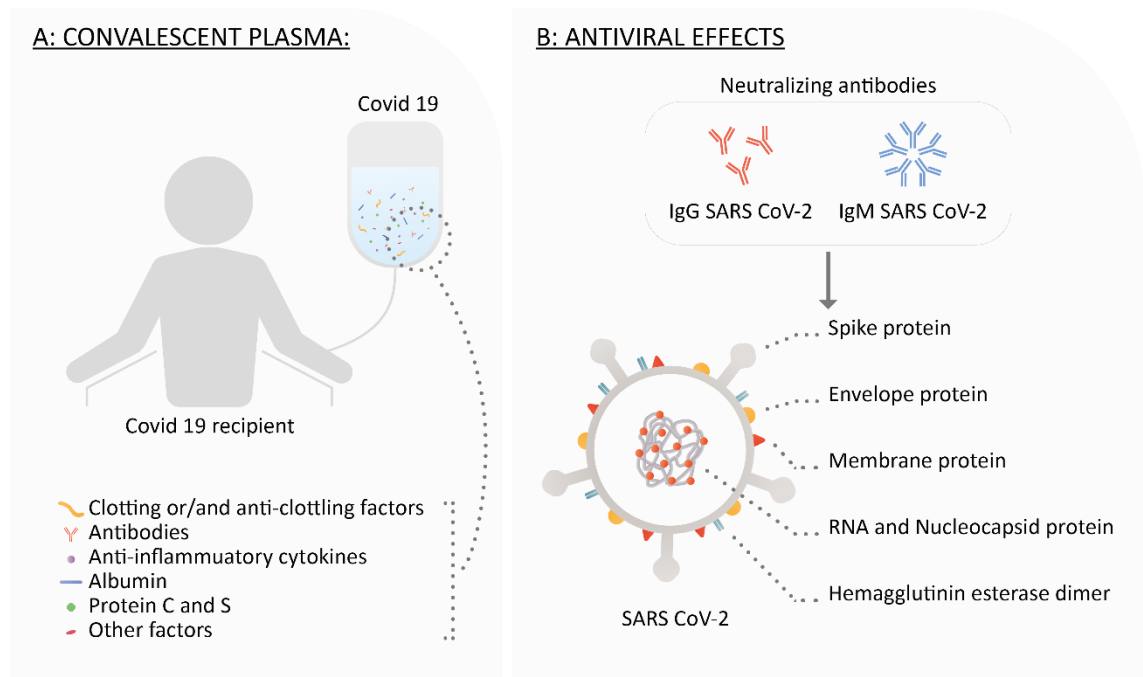 A: CONVALESCENT PLASMA:
Covid 19
Covid 19 recipient
Clotting or/and anti-clottling factors
Antibodies
Anti-inflammuatory cytokines
Albumin
Protein C and S
Other factors
B: ANTIVIRAL EFFECTS
Neutralizing antibodies
IgG SARS CoV-2 IgM SARS CoV-2
Spike protein
Envelope protein
Membrane protein
RNA and Nucleocapsid protein
Hemagglutinin esterase dimer
SARS CoV-2